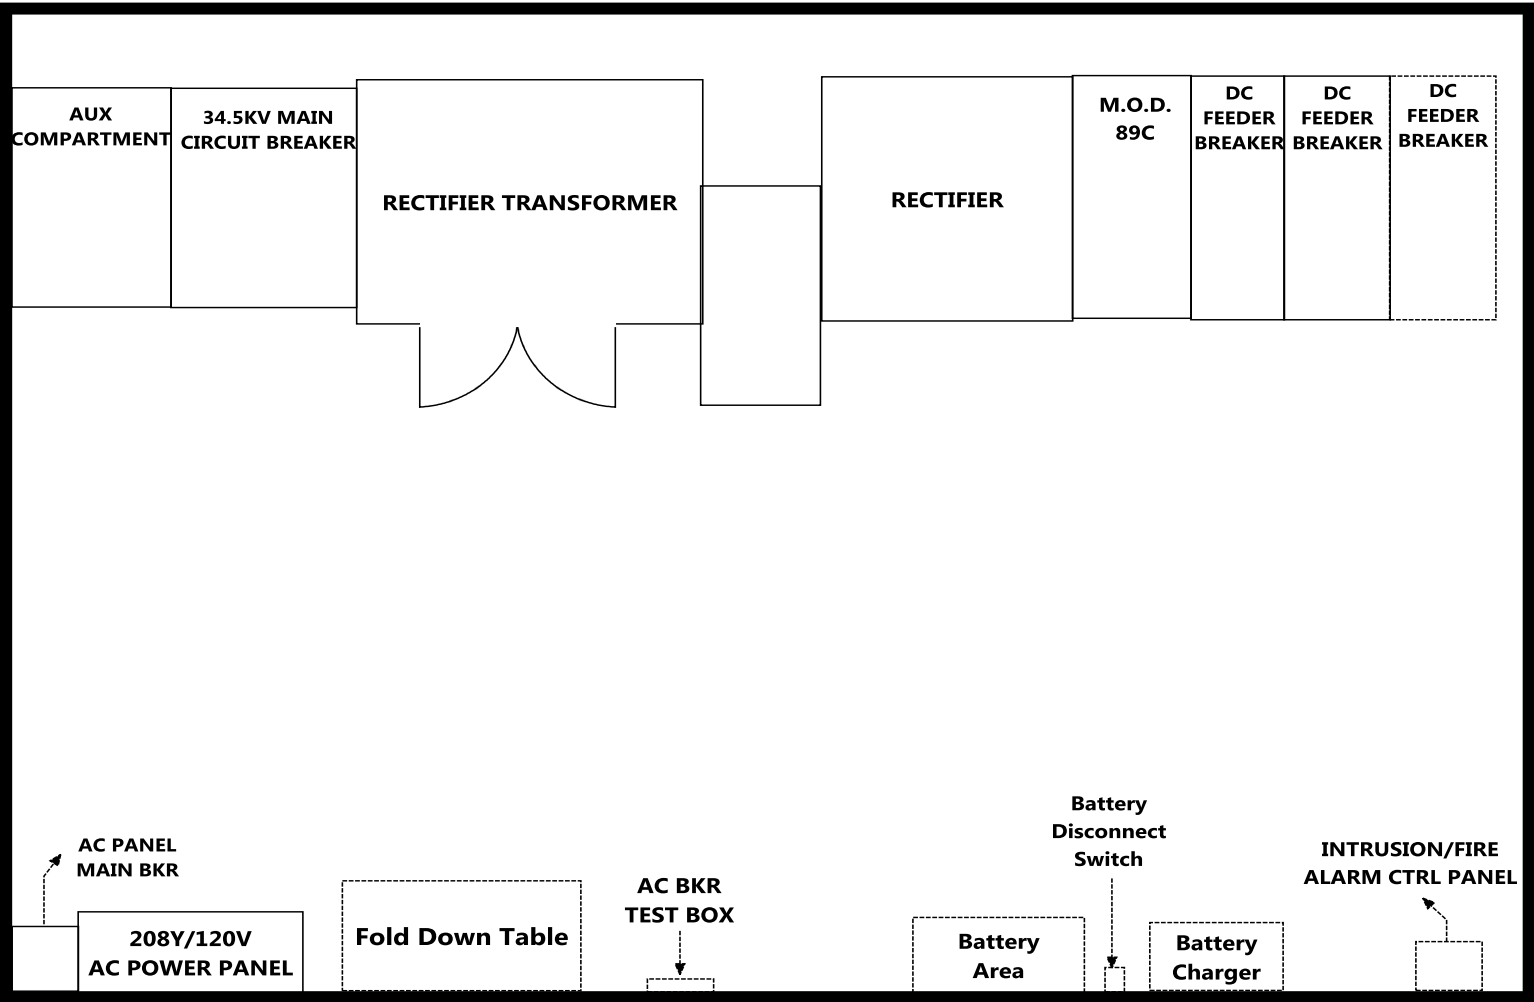 AUX
COMPARTMENT
34.5KV MAIN
CIRCUIT BREAKER
RECTIFIER TRANSFORMER
RECTIFIER
M.O.D.
89C
DC
FEEDER
BREAKER
DC
FEEDER
BREAKER
DC
FEEDER
BREAKER
AC PANEL
MAIN BKR
208Y/120V
AC POWER PANEL
Fold Down Table
AC BKR
TEST BOX
Battery
Area
Battery
Disconnect
Switch
Battery
Charger
INTRUSION/FIRE
ALARM CTRL PANEL